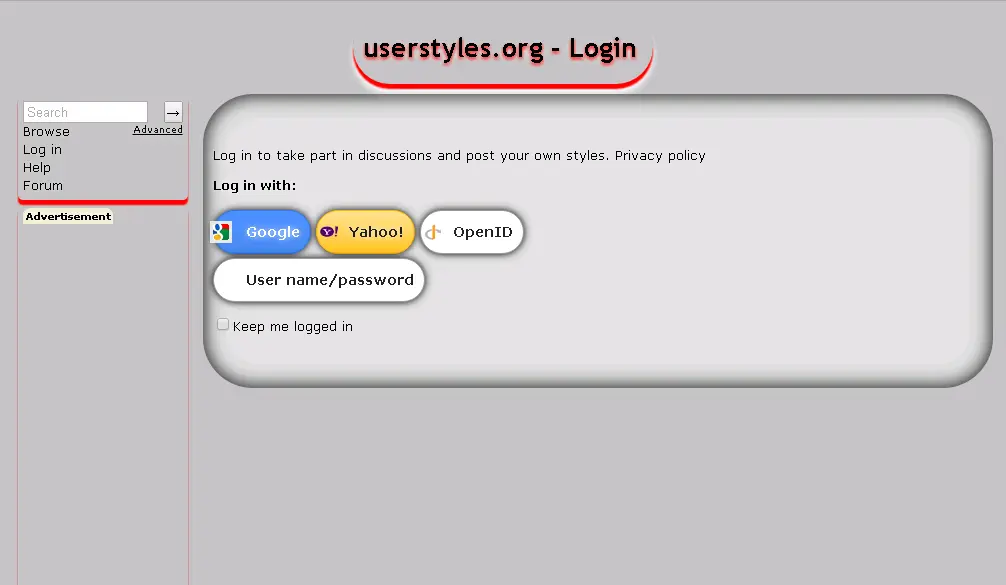 userstyles.org - Login
Search →
Browse Advanced
Log in
Help
Forum
Advertisement
Log in to take part in discussions and post your own styles. Privacy policy
Log in with:
Google Y! Yahoo! OpenID
User name/password
Keep me logged in